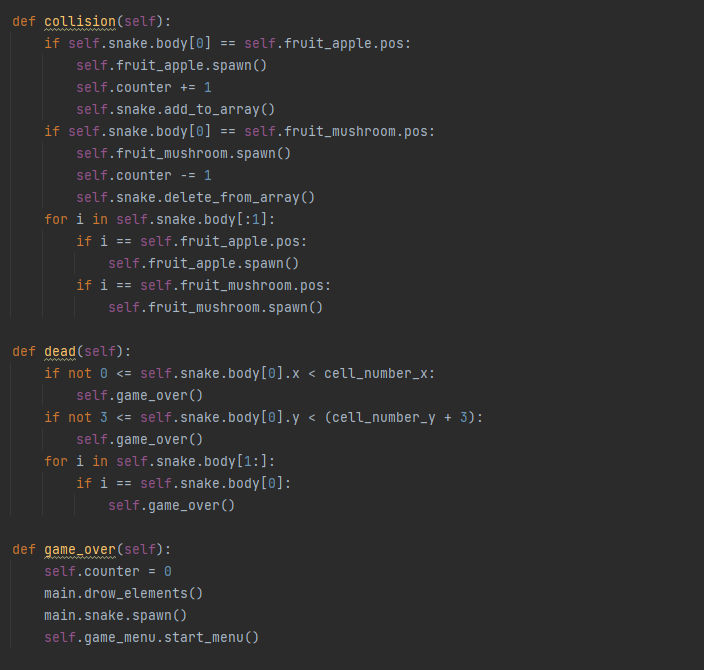 def collision(self):
    if self.snake.body[0] == self.fruit_apple.pos:
        self.fruit_apple.spawn()
        self.counter += 1
        self.snake.add_to_array()
    if self.snake.body[0] == self.fruit_mushroom.pos:
        self.fruit_mushroom.spawn()
        self.counter -= 1
        self.snake.delete_from_array()
    for i in self.snake.body[:1]:
        if i == self.fruit_apple.pos:
            self.fruit_apple.spawn()
        if i == self.fruit_mushroom.pos:
            self.fruit_mushroom.spawn()

def dead(self):
    if not 0 <= self.snake.body[0].x < cell_number_x:
        self.game_over()
    if not 3 <= self.snake.body[0].y < (cell_number_y + 3):
        self.game_over()
    for i in self.snake.body[1:]:
        if i == self.snake.body[0]:
            self.game_over()

def game_over(self):
    self.counter = 0
    main.drow_elements()
    main.snake.spawn()
    self.game_menu.start_menu()